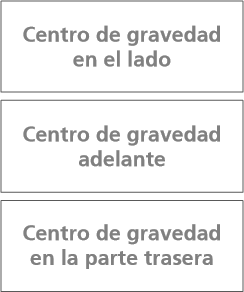 Centro de gravedad
en el lado
Centro de gravedad
adelante
Centro de gravedad
en la parte trasera